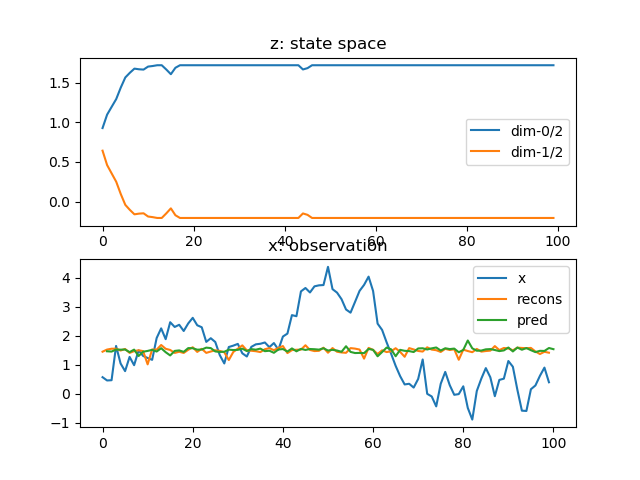 z: state space
1.5
1.0
0.5
0.0
dim-0/2
dim-1/2
0 20 40 60 80 100
x: observation
4
3
2
1
0
−1
x
recons
pred
0 20 40 60 80 100